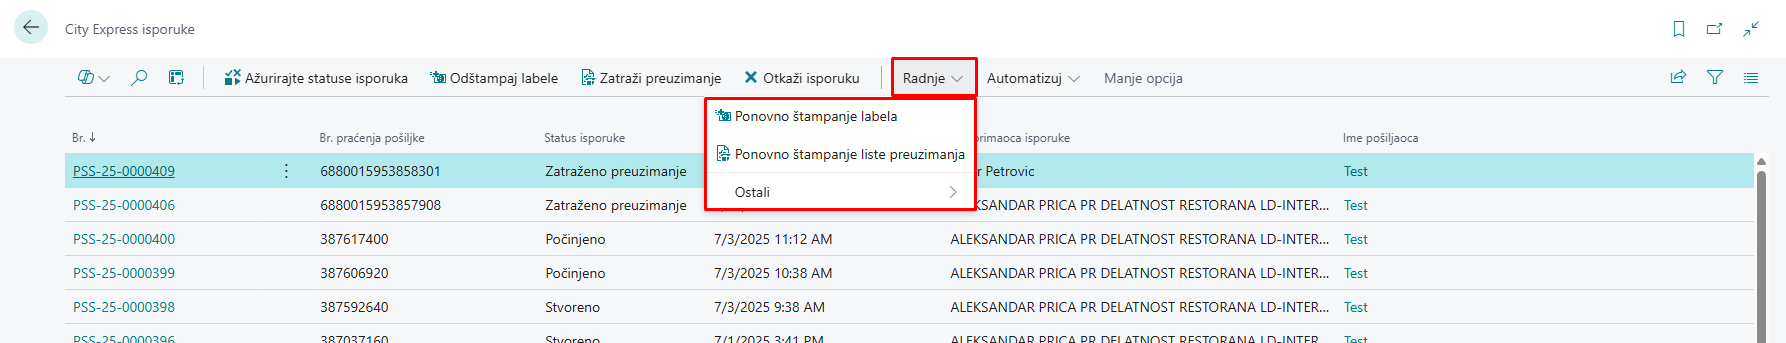 City Express isporuke
Ažurirajte statuse isporuka Odštampaj labele Zatraži preuzimanje Otkaži isporuku Radnje Automatizuj Manje opcija
Ponovno štampanje labela
Ponovno štampanje liste preuzimanja
Ostali
Br. ↓ Br. praćenja pošiljke Status isporuke primaoca isporuke Ime pošiljaoca
PSS-25-0000409 6880015953858301 Zatraženo preuzimanje r Petrovic Test
PSS-25-0000406 6880015953857908 Zatraženo preuzimanje KSANDAR PRICA PR DELATNOST RESTORANA LD-INTER... Test
PSS-25-0000400 387617400 Počinjeno 7/3/2025 11:12 AM ALEKSANDAR PRICA PR DELATNOST RESTORANA LD-INTER... Test
PSS-25-0000399 387606920 Počinjeno 7/3/2025 10:38 AM ALEKSANDAR PRICA PR DELATNOST RESTORANA LD-INTER... Test
PSS-25-0000398 387592640 Stvoreno 7/3/2025 9:38 AM ALEKSANDAR PRICA PR DELATNOST RESTORANA LD-INTER... Test
PSS-25-0000396 387037160 Stvoreno 7/1/2025 3:41 PM ALEKSANDAR PRICA PR DELATNOST RESTORANA LD-INTER... Test